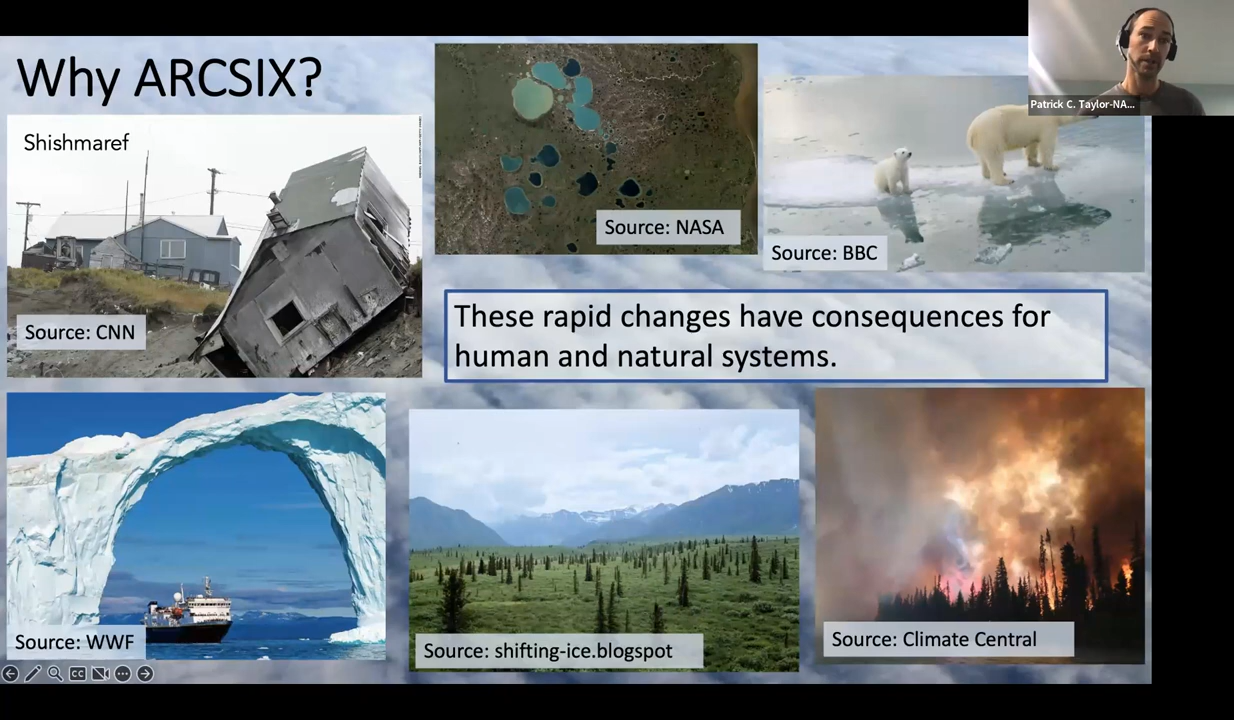 Why ARCSIX?
Shishmaref
Source: CNN
Source: NASA
Source: BBC
Patrick C. Taylor-NA...
These rapid changes have consequences for
human and natural systems.
Source: WWF
Source: shifting-ice.blogspot
Source: Climate Central
CC